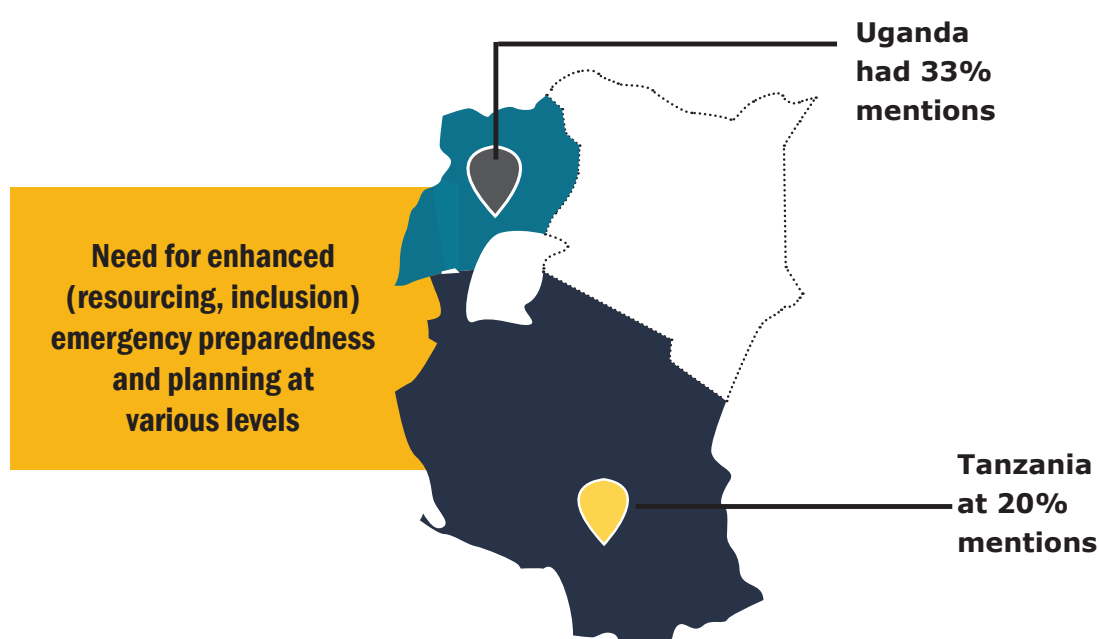 Uganda
had 33%
mentions
Need for enhanced
(resourcing, inclusion)
emergency preparedness
and planning at
various levels
Tanzania
at 20%
mentions